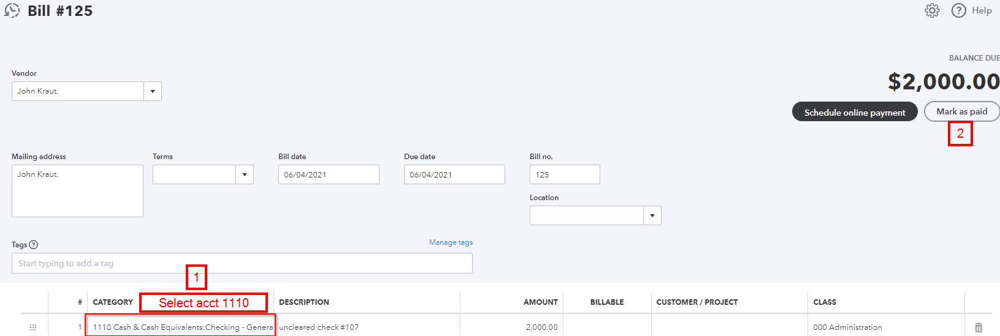 Bill #125
Help
BALANCE DUE
$2,000.00
Schedule online payment
Mark as paid
2
Vendor
John Kraut.
Mailing address
John Kraut.
Terms
Bill date
06/04/2021
Due date
06/04/2021
Bill no.
125
Location
Tags ?
Manage tags
Start typing to add a tag
1
# CATEGORY Select acct 1110 DESCRIPTION AMOUNT BILLABLE CUSTOMER / PROJECT CLASS
1 1110 Cash & Cash Equivalents:Checking - Genera uncleared check #107 2,000.00 000 Administration